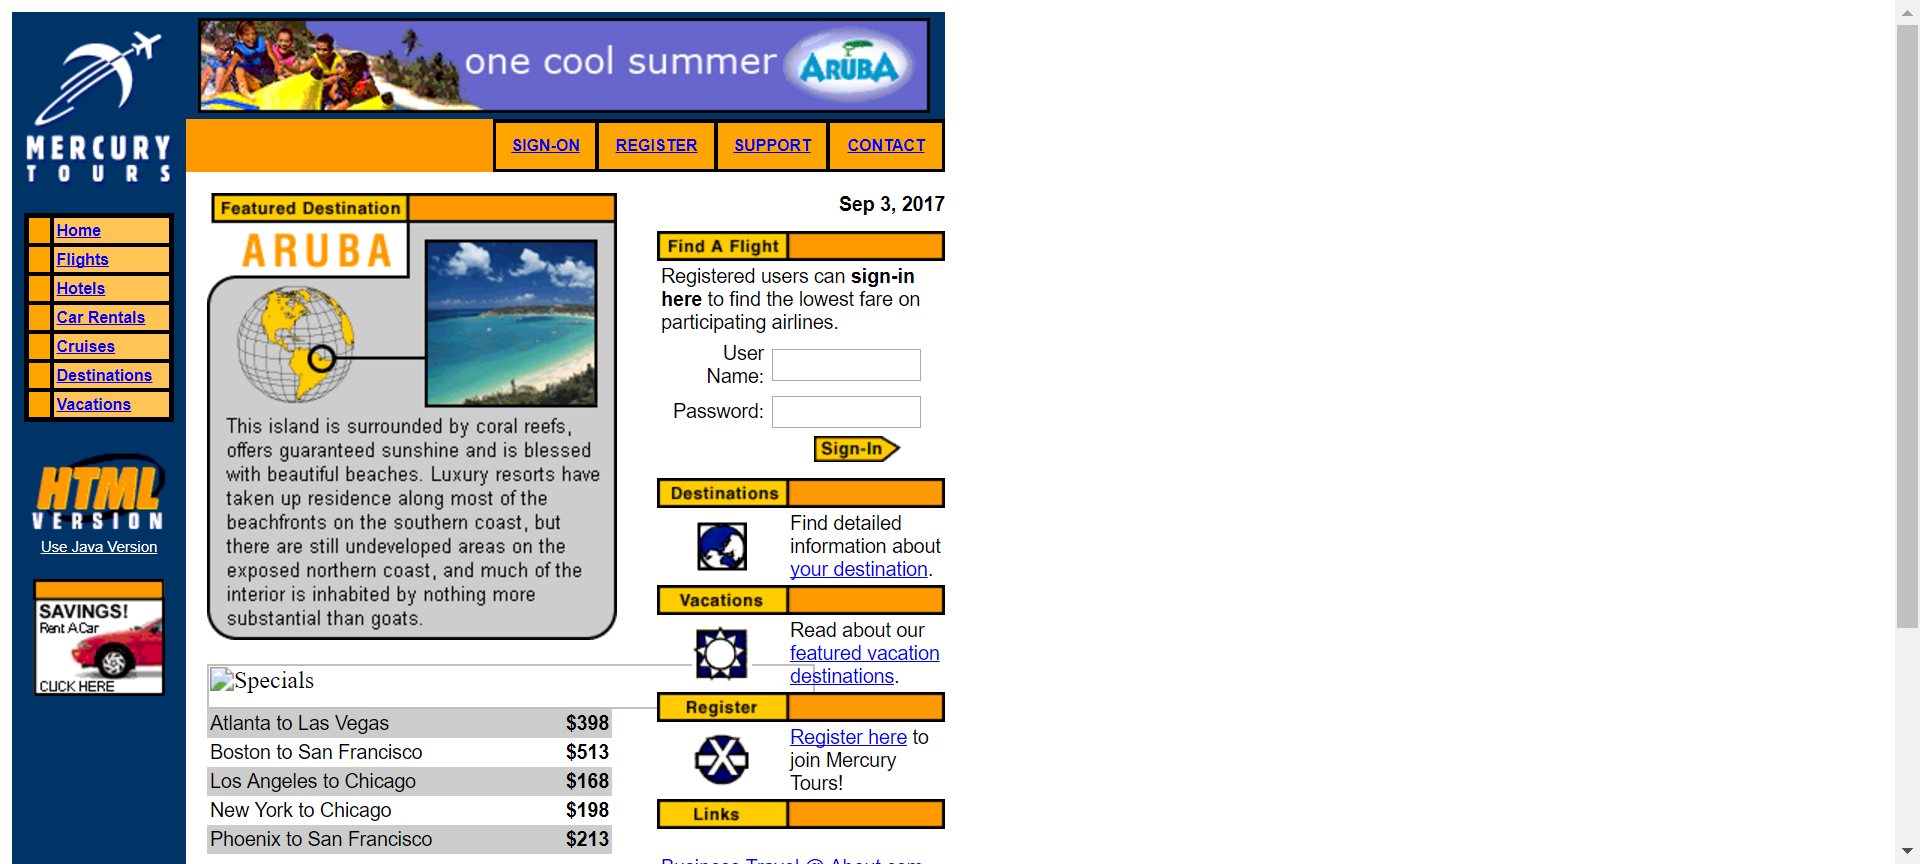 one cool summer
ARUBA
MERCURY
TOURS
SIGN-ON
REGISTER
SUPPORT
CONTACT
Home
Flights
Hotels
Car Rentals
Cruises
Destinations
Vacations
HTML
VERSION
Use Java Version
SAVINGS!
Rent A Car
CLICK HERE
Featured Destination
ARUBA
This island is surrounded by coral reefs,
offers guaranteed sunshine and is blessed
with beautiful beaches. Luxury resorts have
taken up residence along most of the
beachfronts on the southern coast, but
there are still undeveloped areas on the
exposed northern coast, and much of the
interior is inhabited by nothing more
substantial than goats.
Specials
Atlanta to Las Vegas $398
Boston to San Francisco $513
Los Angeles to Chicago $168
New York to Chicago $198
Phoenix to San Francisco $213
Sep 3, 2017
Find A Flight
Registered users can sign-in
here to find the lowest fare on
participating airlines.
User
Name:
Password:
Sign-In
Destinations
Find detailed
information about
your destination.
Vacations
Read about our
featured vacation
destinations.
Register
Register here to
join Mercury
Tours!
Links
Business Travel @ About.com